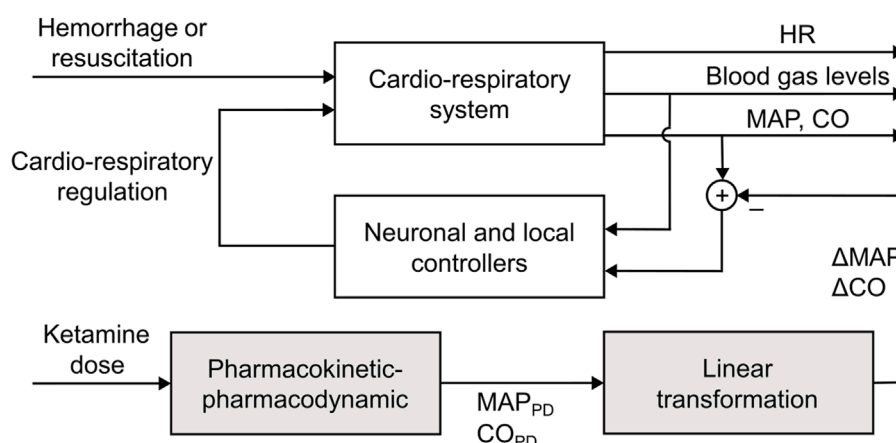 Hemorrhage or
resuscitation
HR
Cardio-respiratory
system
Blood gas levels
MAP, CO
Cardio-respiratory
regulation
+
–
Neuronal and local
controllers
ΔMAP
ΔCO
Ketamine
dose
Pharmacokinetic-
pharmacodynamic
MAP_PD
CO_PD
Linear
transformation